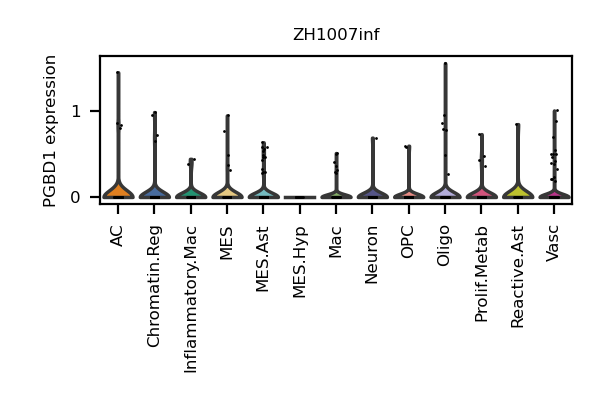 ZH1007inf
PGBD1 expression
1
0
AC
Chromatin.Reg
Inflammatory.Mac
MES
MES.Ast
MES.Hyp
Mac
Neuron
OPC
Oligo
Prolif.Metab
Reactive.Ast
Vasc